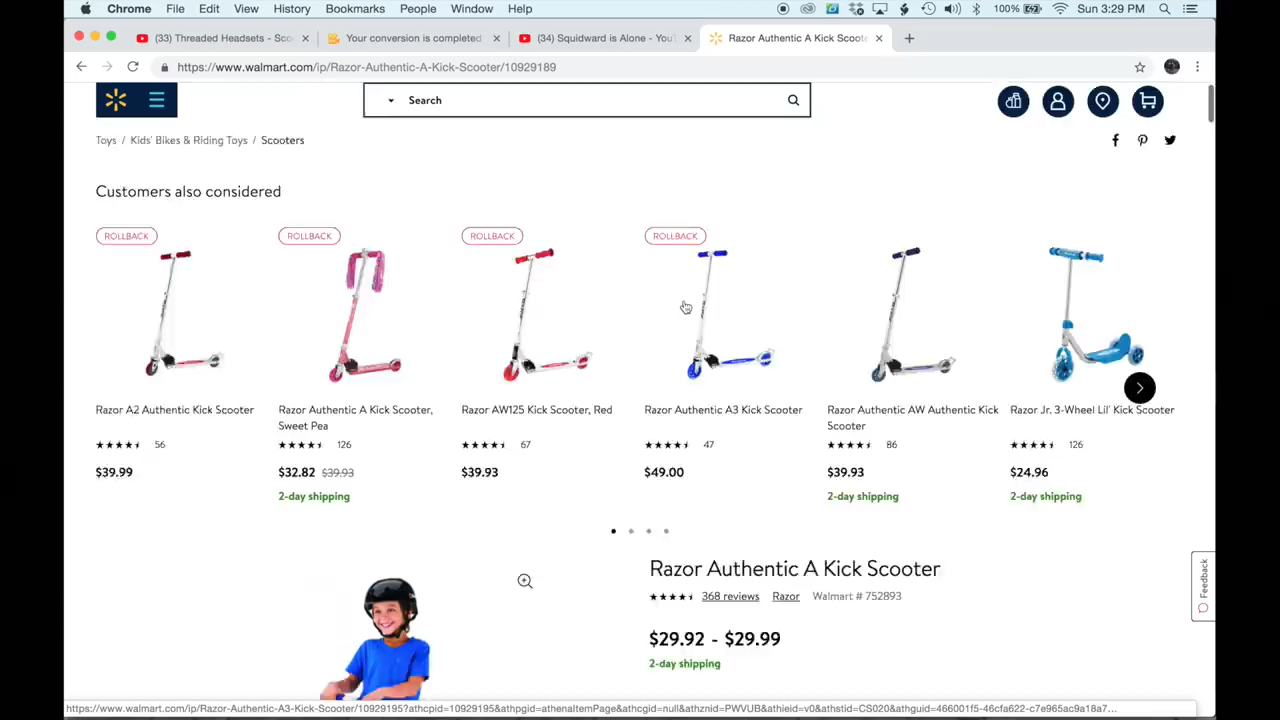 Chrome File Edit View History Bookmarks People Window Help 100% Sun 3:29 PM
(33) Threaded Headsets - Sco Your conversion is completed (34) Squidward is Alone - YouT Razor Authentic A Kick Scoote
https://www.walmart.com/ip/Razor-Authentic-A-Kick-Scooter/10929189
Search
Toys / Kids' Bikes & Riding Toys / Scooters
Customers also considered
ROLLBACK ROLLBACK ROLLBACK ROLLBACK
Razor A2 Authentic Kick Scooter
56
$39.99
Razor Authentic A Kick Scooter,
Sweet Pea
126
$32.82 $39.93
2-day shipping
Razor AW125 Kick Scooter, Red
67
$39.93
Razor Authentic A3 Kick Scooter
47
$49.00
Razor Authentic AW Authentic Kick
Scooter
86
$39.93
2-day shipping
Razor Jr. 3-Wheel Lil' Kick Scooter
126
$24.96
2-day shipping
Razor Authentic A Kick Scooter
368 reviews Razor Walmart # 752893
$29.92 - $29.99
2-day shipping
Feedback
https://www.walmart.com/ip/Razor-Authentic-A3-Kick-Scooter/10929195?athcpid=10929195&athpgid=athenaItemPage&athcgid=null&athznid=PWVUB&athieid=v0&athstid=CS020&athguid=466001f5-46cfa622-c7e965ac9a18a7...